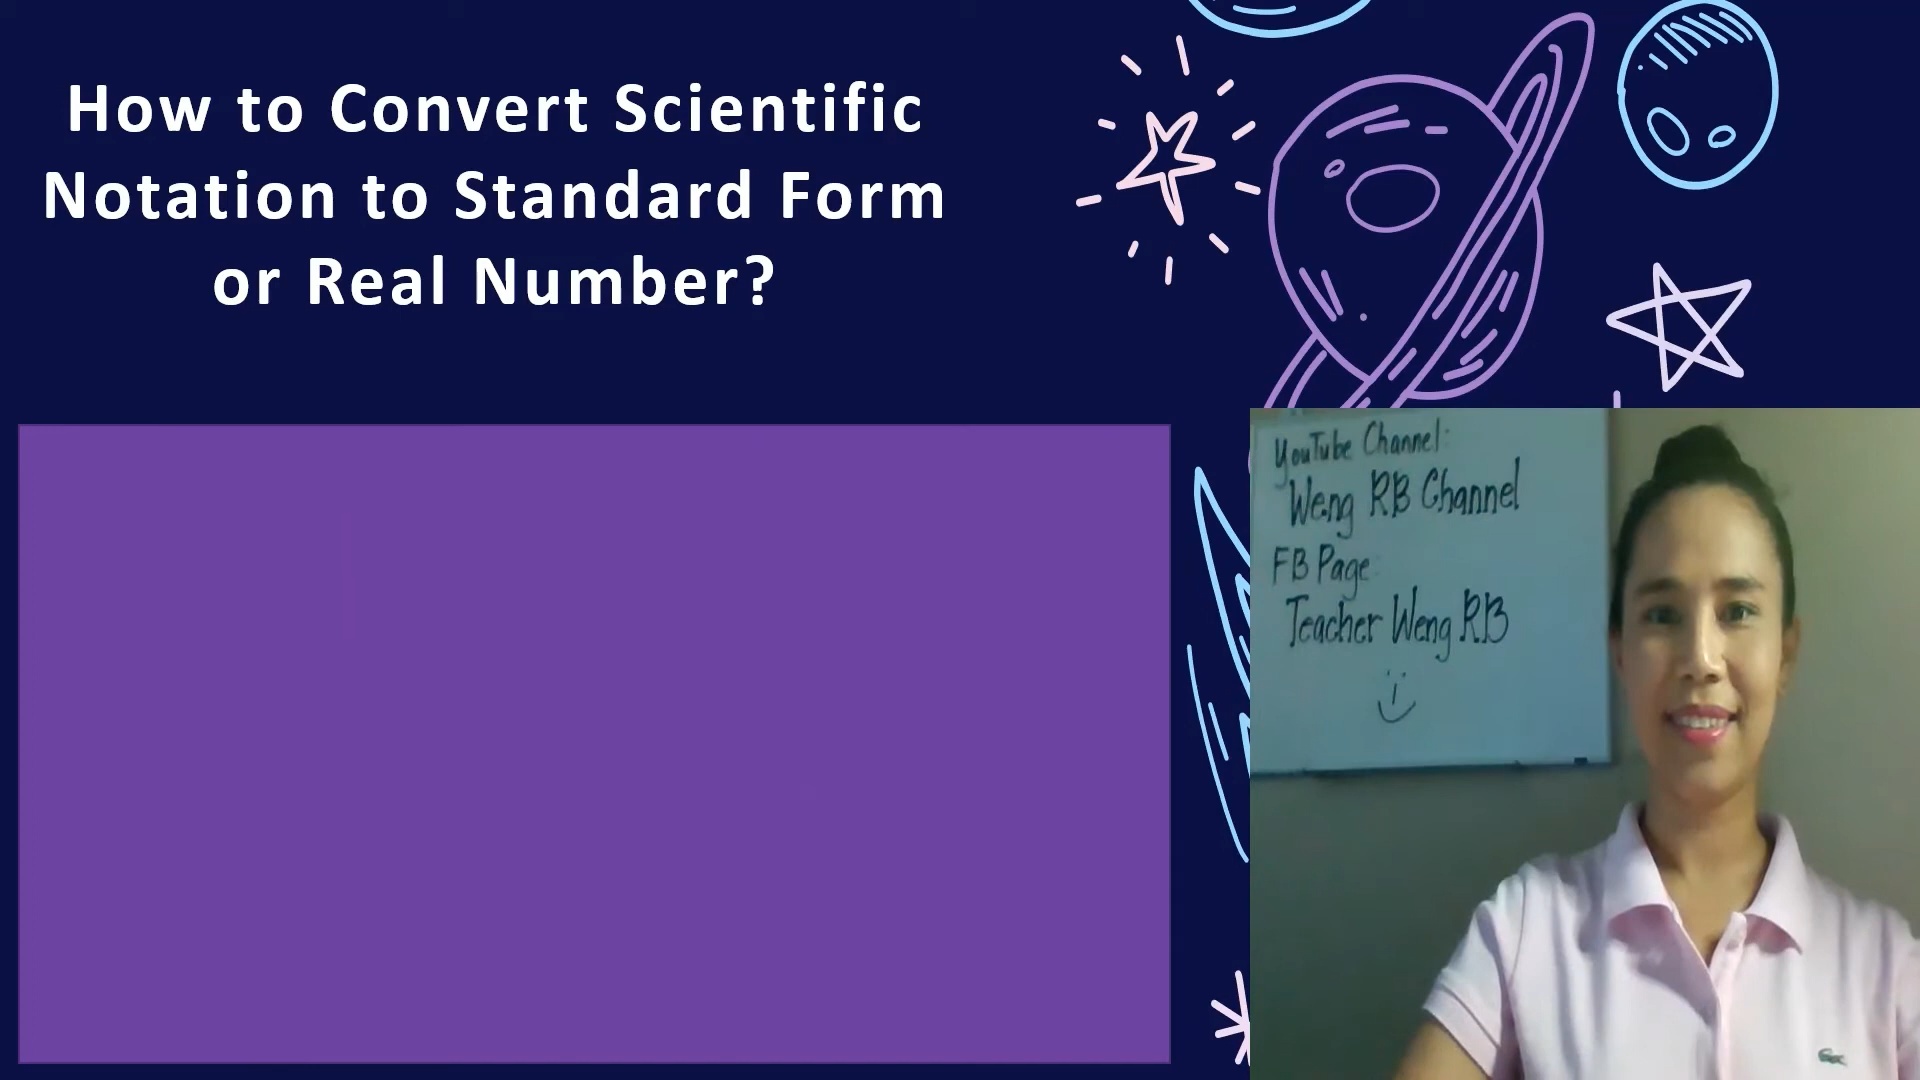 How to Convert Scientific
Notation to Standard Form
or Real Number?
YouTube Channel:
Weng RB Channel
FB Page:
Teacher Weng RB